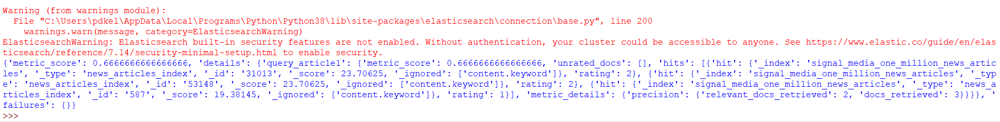 Warning (from warnings module):
  File "C:\Users\pdkel\AppData\Local\Programs\Python\Python38\lib\site-packages\elasticsearch\connection\base.py", line 200
    warnings.warn(message, category=ElasticsearchWarning)
ElasticsearchWarning: Elasticsearch built-in security features are not enabled. Without authentication, your cluster could be accessible to anyone. See https://www.elastic.co/guide/en/elas
ticsearch/reference/7.14/security-minimal-setup.html to enable security.
{'metric_score': 0.6666666666666666, 'details': {'query_article1': {'metric_score': 0.6666666666666666, 'unrated_docs': [], 'hits': [{'hit': {'_index': 'signal_media_one_million_news_artic
les', '_type': 'news_articles_index', '_id': '31013', '_score': 23.70625, '_ignored': ['content.keyword']}, 'rating': 2}, {'hit': {'_index': 'signal_media_one_million_news_articles', '_typ
e': 'news_articles_index', '_id': '53148', '_score': 23.70625, '_ignored': ['content.keyword']}, 'rating': 2}, {'hit': {'_index': 'signal_media_one_million_news_articles', '_type': 'news_a
rticles_index', '_id': '587', '_score': 19.38145, '_ignored': ['content.keyword']}, 'rating': 1}], 'metric_details': {'precision': {'relevant_docs_retrieved': 2, 'docs_retrieved': 3}}}}, '
failures': {}}
>>>